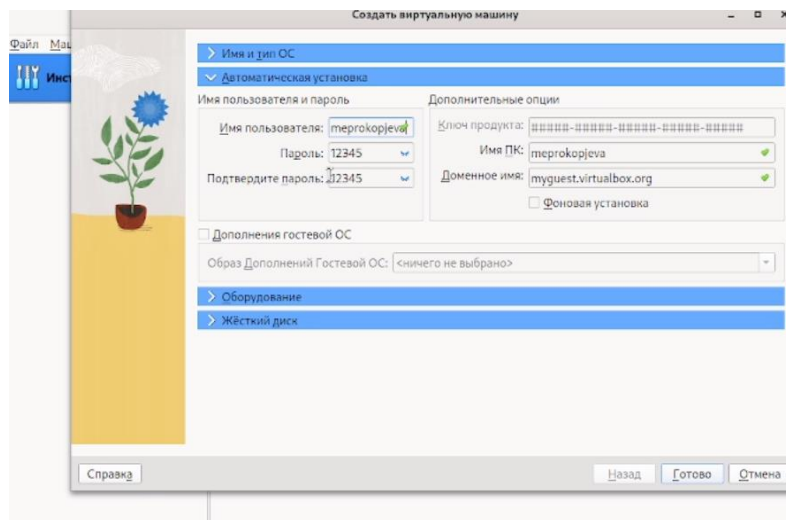 Создать виртуальную машину
Файл Маш
Инст
Имя и тип ОС
Автоматическая установка
Имя пользователя и пароль
Имя пользователя: meprokopjeva
Пароль: 12345
Подтвердите пароль: 12345
Дополнительные опции
Ключ продукта: #####-#####-#####-#####-#####
Имя ПК: meprokopjeva
Доменное имя: myguest.virtualbox.org
Фоновая установка
Дополнения гостевой ОС
Образ Дополнений Гостевой ОС: <ничего не выбрано>
Оборудование
Жёсткий диск
Справка
Назад Готово Отмена